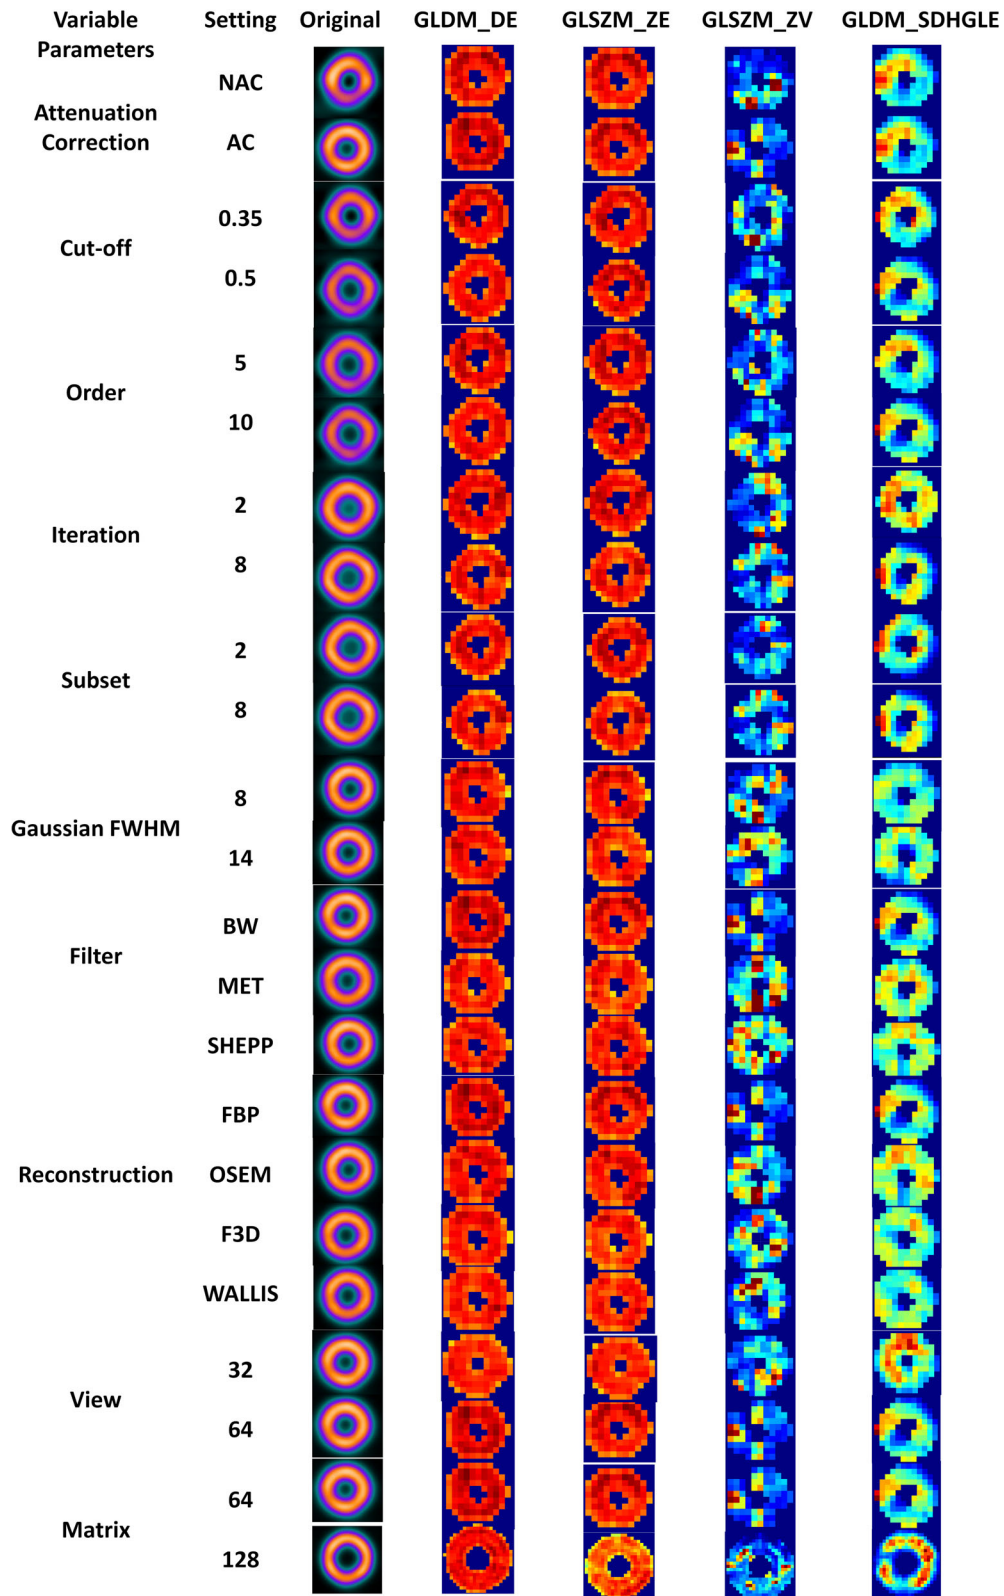 Variable Parameters Setting Original GLDM_DE GLSZM_ZE GLSZM_ZV GLDM_SDHGLE
Attenuation Correction
NAC
AC
Cut-off
0.35
0.5
Order
5
10
Iteration
2
8
Subset
2
8
Gaussian FWHM
8
14
Filter
BW
MET
SHEPP
Reconstruction
FBP
OSEM
F3D
WALLIS
View
32
64
Matrix
64
128